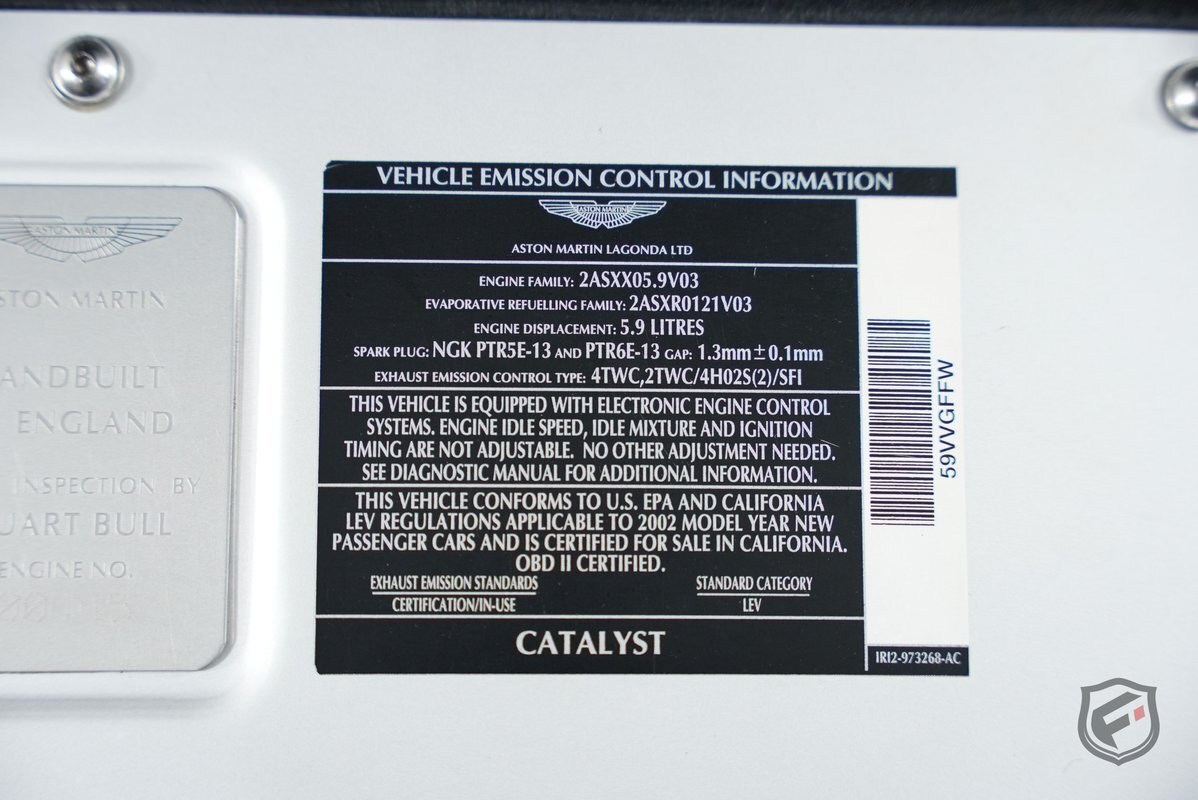 ASTON MARTIN
STON MARTIN
ANDBUILT
ENGLAND
INSPECTION BY
UART BULL
ENGINE NO.
VEHICLE EMISSION CONTROL INFORMATION
ASTON MARTIN
ASTON MARTIN LAGONDA LTD
ENGINE FAMILY: 2ASXX05.9V03
EVAPORATIVE REFUELLING FAMILY: 2ASXR0121V03
ENGINE DISPLACEMENT: 5.9 LITRES
SPARK PLUG: NGK PTR5E-13 AND PTR6E-13 GAP: 1.3mm±0.1mm
EXHAUST EMISSION CONTROL TYPE: 4TWC,2TWC/4H02S(2)/SFI
THIS VEHICLE IS EQUIPPED WITH ELECTRONIC ENGINE CONTROL
SYSTEMS. ENGINE IDLE SPEED, IDLE MIXTURE AND IGNITION
TIMING ARE NOT ADJUSTABLE. NO OTHER ADJUSTMENT NEEDED.
SEE DIAGNOSTIC MANUAL FOR ADDITIONAL INFORMATION.
THIS VEHICLE CONFORMS TO U.S. EPA AND CALIFORNIA
LEV REGULATIONS APPLICABLE TO 2002 MODEL YEAR NEW
PASSENGER CARS AND IS CERTIFIED FOR SALE IN CALIFORNIA.
OBD II CERTIFIED.
EXHAUST EMISSION STANDARDS STANDARD CATEGORY
CERTIFICATION/IN-USE LEV
CATALYST
59VVGFFW
IRI2-973268-AC